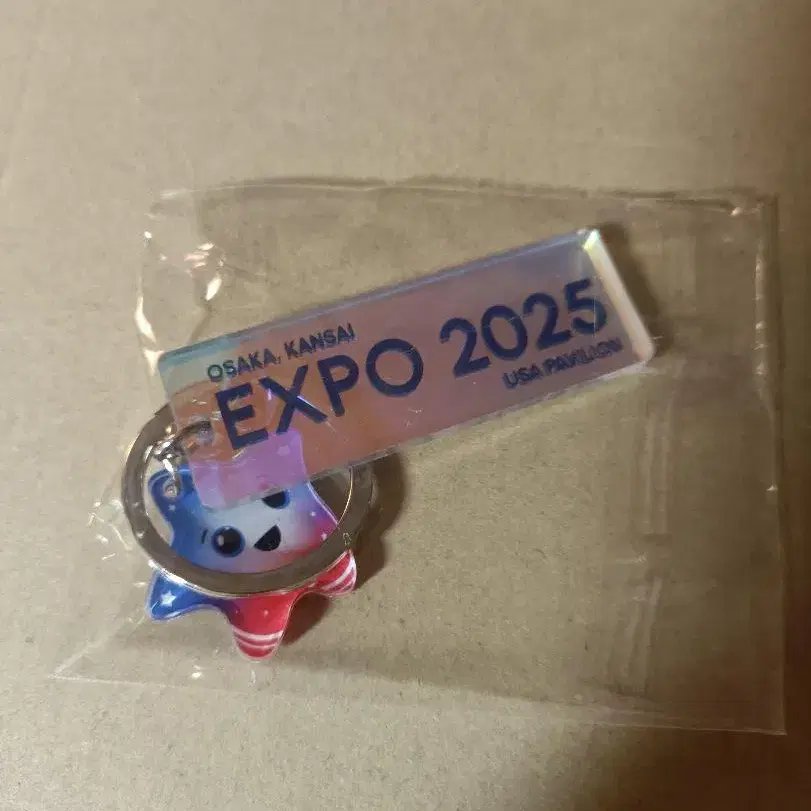 OSAKA, KANSAI
EXPO 2025
USA PAVILION